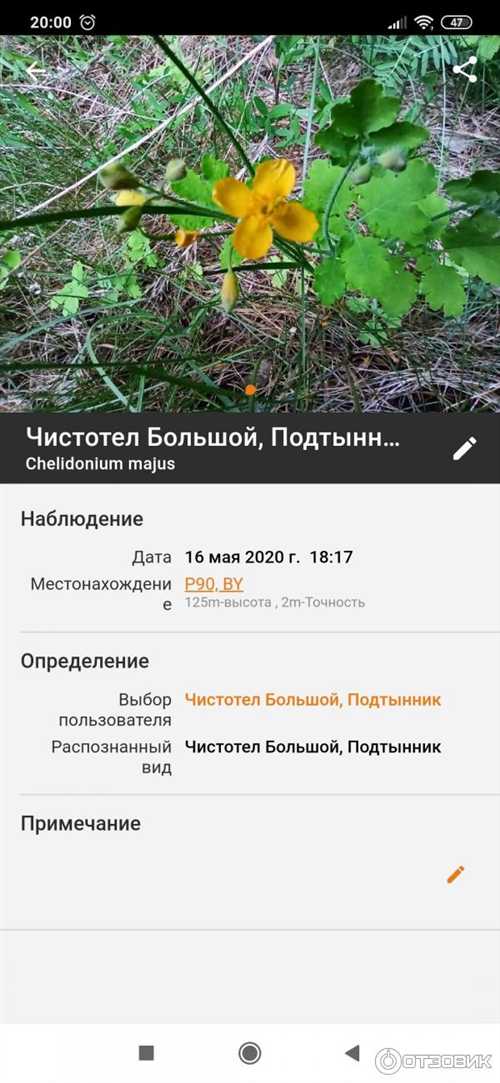 20:00
47
Чистотел Большой, Подтынн...
Chelidonium majus
Наблюдение
Дата 16 мая 2020 г. 18:17
Местонахождени P90, BY
е 125m-высота , 2m-Точность
Определение
Выбор Чистотел Большой, Подтынник
пользователя
Распознанный Чистотел Большой, Подтынник
вид
Примечание
ОТЗОВИК